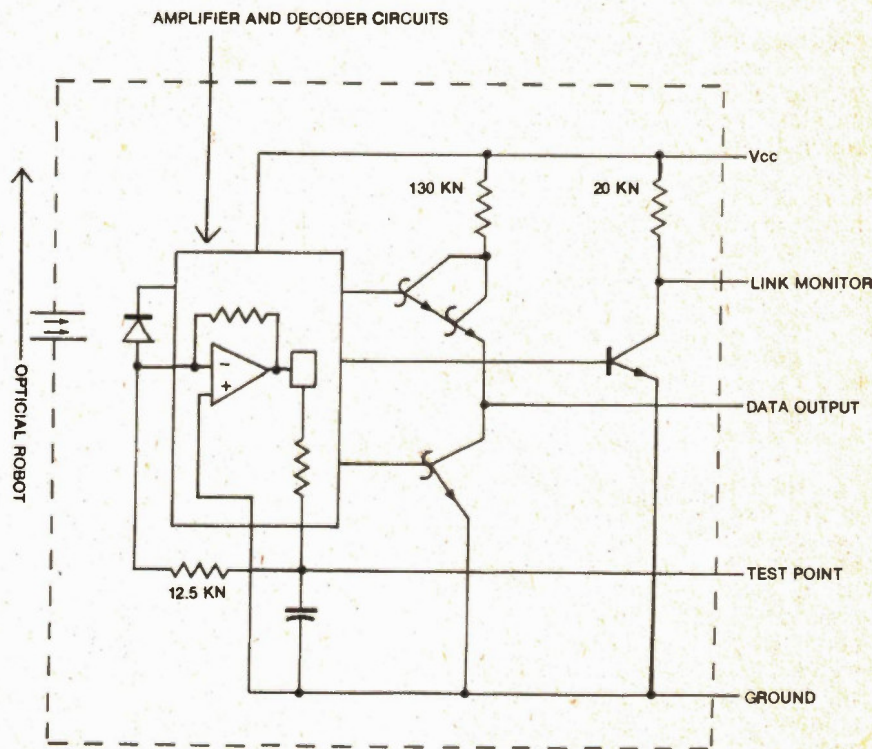 AMPLIFIER AND DECODER CIRCUITS
Vcc
130 KN
20 KN
LINK MONITOR
OPTICIAL ROBOT
-
+
DATA OUTPUT
TEST POINT
12.5 KN
GROUND